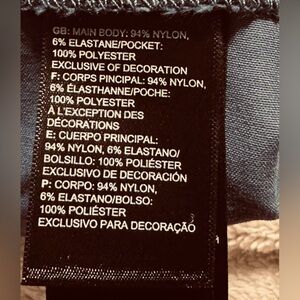 GB: MAIN BODY: 94% NYLON,
6% ELASTANE/POCKET:
100% POLYESTER
EXCLUSIVE OF DECORATION
F: CORPS PINCIPAL: 94% NYLON,
6% ÉLASTHANNE/POCHE:
100% POLYESTER
À L'EXCEPTION DES
DÉCORATIONS
E: CUERPO PRINCIPAL:
94% NYLON, 6% ELASTANO/
BOLSILLO: 100% POLIÉSTER
EXCLUSIVO DE DECORACIÓN
P: CORPO: 94% NYLON,
6% ELASTANO/BOLSO:
100% POLIÉSTER
EXCLUSIVO PARA DECORAÇÃO